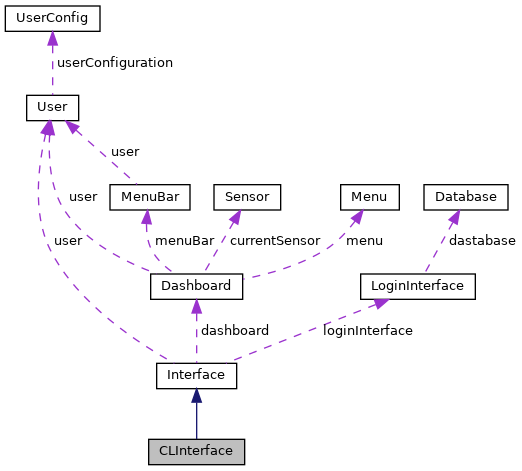 UserConfig
userConfiguration
User
user
MenuBar
Sensor
Menu
Database
user
user
menuBar
currentSensor
menu
dastabase
Dashboard
LoginInterface
dashboard
loginInterface
Interface
CLInterface